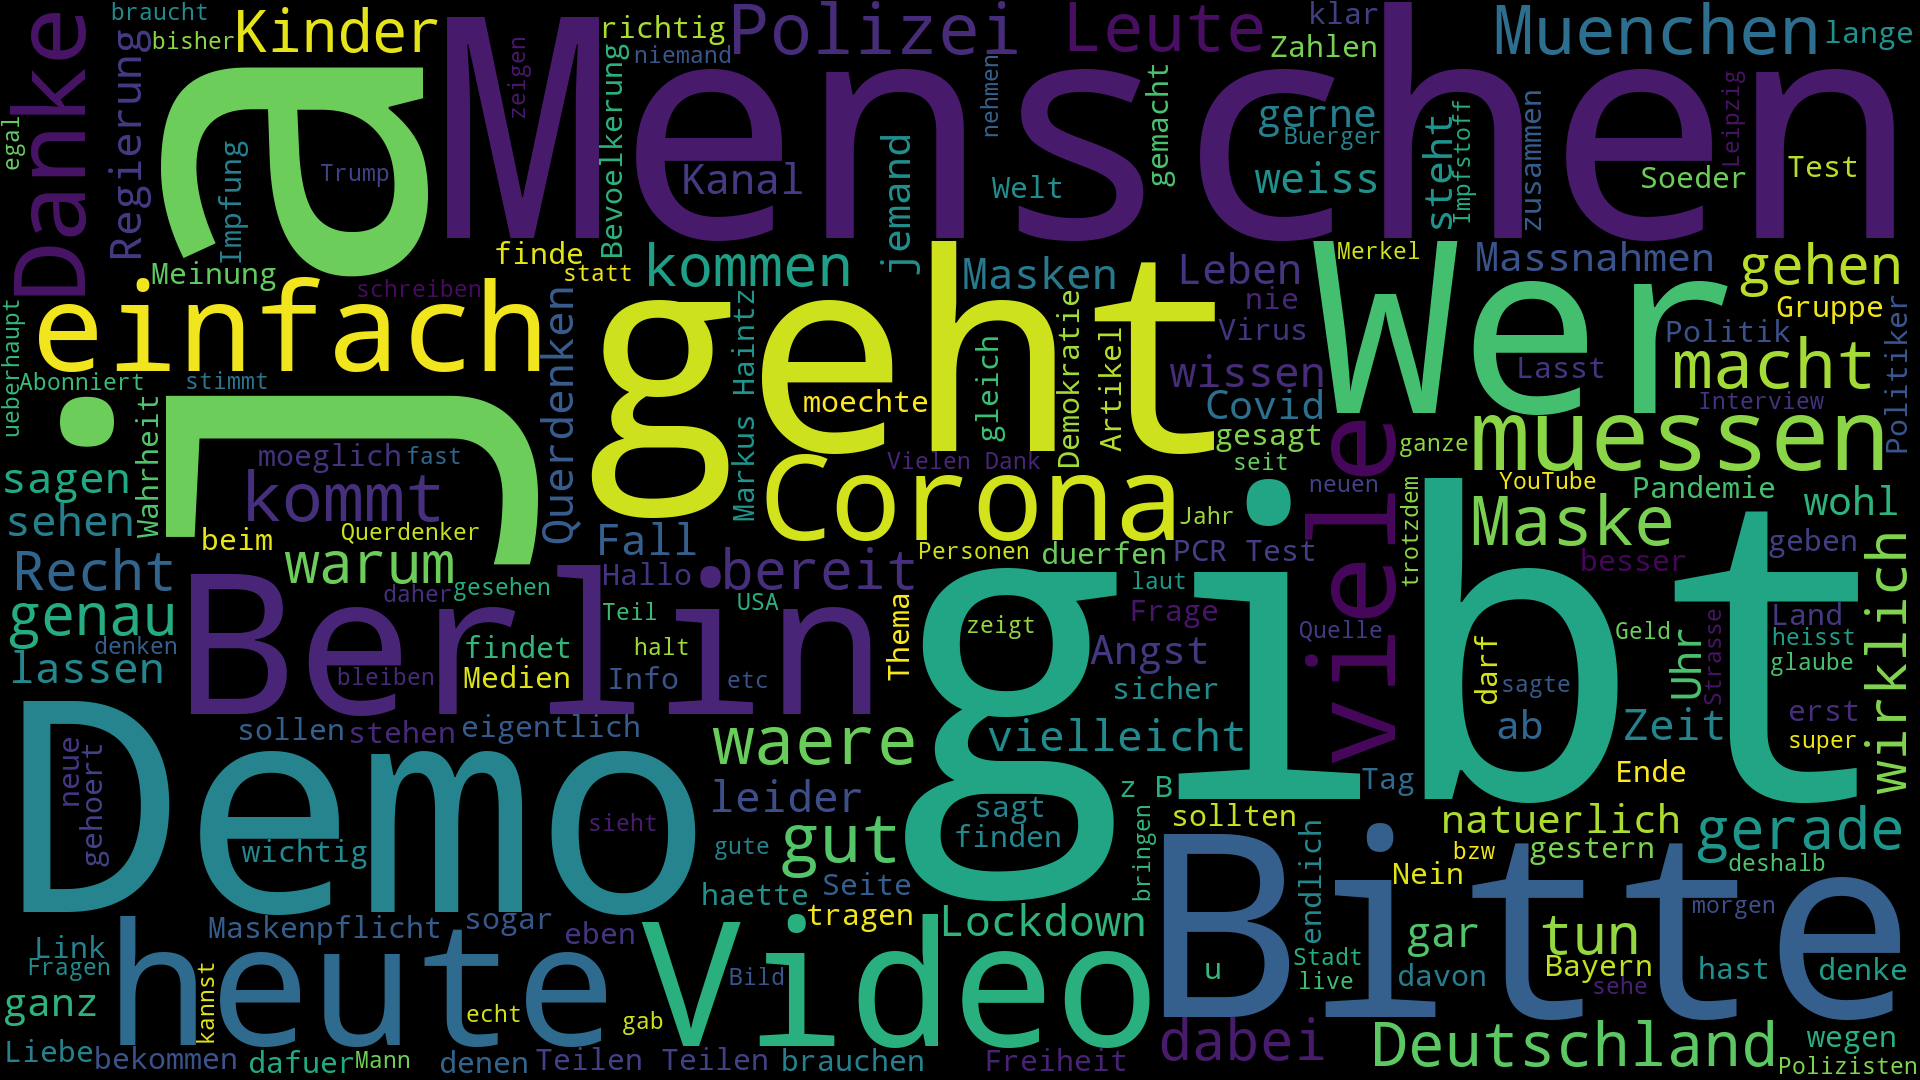 braucht
bisher
Kinder
Danke
Regierung
egal
Impfung
Trump
Ja
Menschen
zeigen
richtig
niemand
Bevoelkerung
Polizei
Kanal
jemand
nehmen
Welt
Leute
gemacht
klar
Zahlen
gerne
Buerger
weiss
steht
Impfstoff
Muenchen
lange
zusammen
Leipzig
Soeder
Test
Meinung
schreiben
finde
statt
einfach
kommen
Masken
Leben
nie
Virus
Wer
Merkel
Massnahmen
gehen
Gruppe
Politik
Politiker
macht
Lasst
Interview
ueberhaupt
Abonniert
stimmt
Querdenken
Markus Haintz
geht
moechte
gleich
Demokratie
Artikel
wissen
Covid
gesagt
seit
ganze
muessen
sagen
sehen
Wahrheit
moeglich
fast
kommt
Querdenker
beim
warum
Vielen Dank
Corona
Jahr
neuen
viele
trotzdem
YouTube
Pandemie
wohl
Maske
besser
geben
Recht
genau
denken
lassen
Fall
Hallo
bereit
Personen
duerfen
PCR Test
laut
Frage
Berlin
daher
gesehen
Teil
USA
halt
findet
Medien
bleiben
Info
etc
Thema
zeigt
Angst
sicher
gibt
Quelle
darf
sagte
ab
Geld
Uhr
Strasse
Land
heisst
glaube
wirklich
Zeit
erst
super
Demo
neue
gehoert
sollen
stehen
eigentlich
wichtig
sieht
waere
leider
gut
gute
haette
Seite
tragen
vielleicht
sagt
finden
z B
bringen
Tag
Ende
sollten
endlich
natuerlich
bzw
gestern
Nein
gerade
deshalb
Bitte
morgen
Maskenpflicht
sogar
eben
Link
Fragen
ganz
heute
kannst
echt
gab
Video
Bild
Lockdown
u
Stadt
live
gar
davon
tun
Bayern
sehe
hast
denke
Liebe
bekommen
dafuer
Mann
denen
Teilen Teilen
brauchen
Freiheit
dabei
Deutschland
wegen
Polizisten